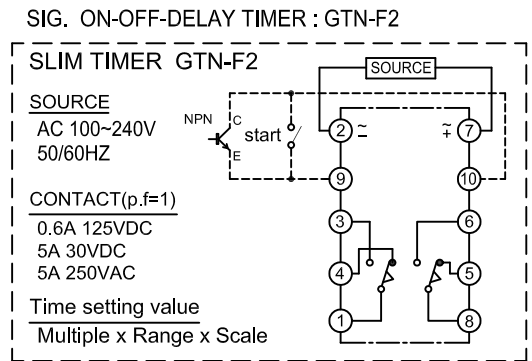 SIG. ON-OFF-DELAY TIMER : GTN-F2
SLIM TIMER GTN-F2
SOURCE
SOURCE
AC 100~240V
50/60HZ
NPN
C
E
start
2
~
-
~
+
7
9
10
CONTACT(p.f=1)
0.6A 125VDC
5A 30VDC
5A 250VAC
3
6
4
5
1
8
Time setting value
Multiple x Range x Scale